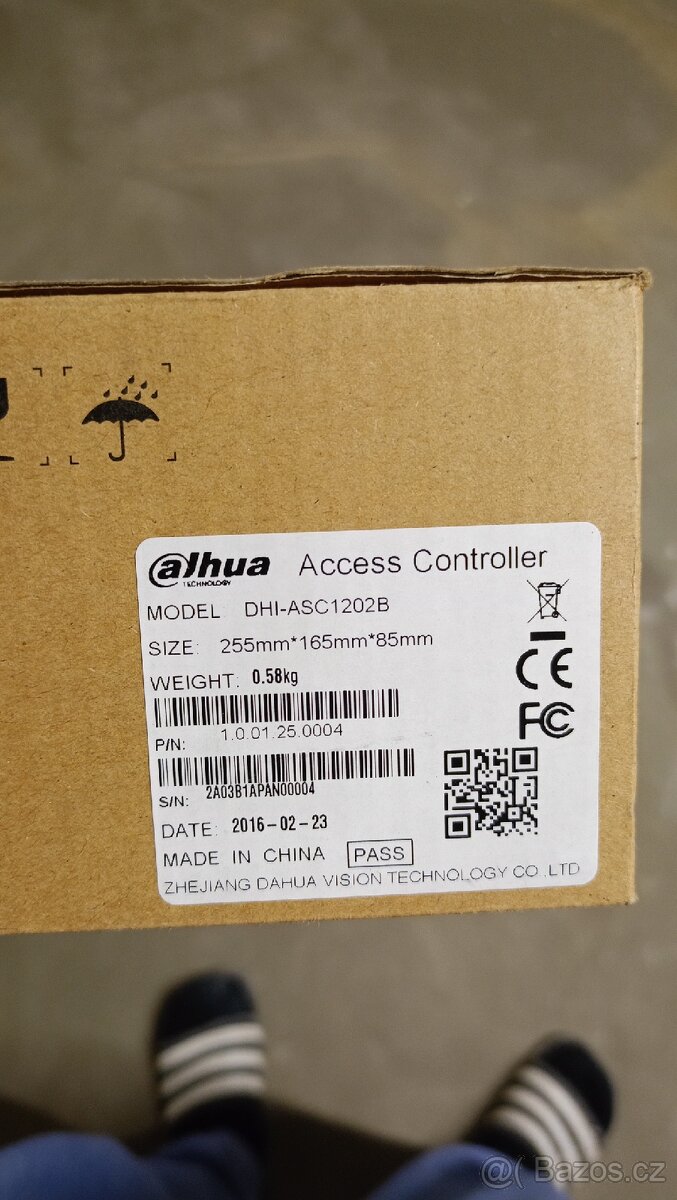 alhua Access Controller
TECHNOLOGY
MODEL: DHI-ASC1202B
SIZE: 255mm*165mm*85mm
WEIGHT: 0.58kg
P/N: 1.0.01.25.0004
S/N: 2A03B1APAN00004
DATE: 2016-02-23
MADE IN CHINA PASS
ZHEJIANG DAHUA VISION TECHNOLOGY CO.,LTD
CE
FC
Bazos.cz